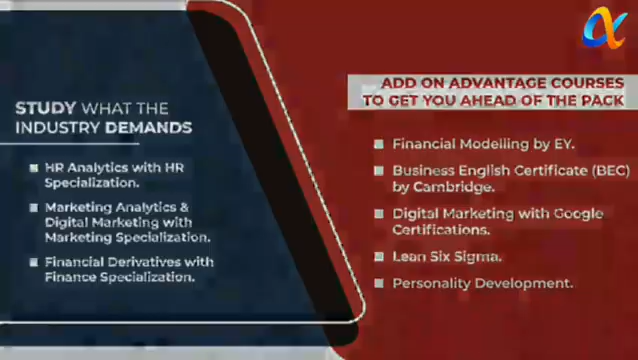 STUDY WHAT THE
INDUSTRY DEMANDS
HR Analytics with HR
Specialization.
Marketing Analytics &
Digital Marketing with
Marketing Specialization.
Financial Derivatives with
Finance Specialization.
ADD ON ADVANTAGE COURSES
TO GET YOU AHEAD OF THE PACK
Financial Modelling by EY.
Business English Certificate (BEC)
by Cambridge.
Digital Marketing with Google
Certifications.
Lean Six Sigma.
Personality Development.